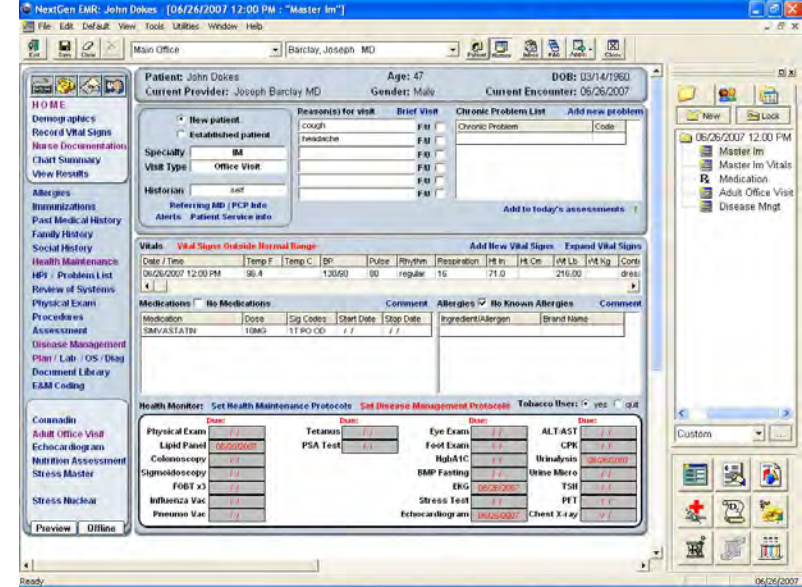 NextGen EMR: John Dokes - [06/26/2007 12:00 PM : "Master Im"]
File Edit Default View Tools Utilities Window Help
Exit Save Clear Main Office Barclay, Joseph MD Patient History Inbox PAQ Close
Patient: John Dokes Age: 47 DOB: 03/14/1960
Current Provider: Joseph Barclay MD Gender: Male Current Encounter: 06/26/2007
HOME
Demographics
Record Vital Signs
Nurse Documentation
Chart Summary
View Results
Allergies
Immunizations
Past Medical History
Family History
Social History
Health Maintenance
HPI / Problem List
Review of Systems
Physical Exam
Procedures
Assessment
Disease Management
Plan / Lab / OS / Diag
Document Library
E&M Coding
Coumadin
Adult Office Visit
Echocardiogram
Nutrition Assessment
Stress Master
Stress Nuclear
Preview Offline
New patient
Established patient
Specialty IM
Visit Type Office Visit
Historian self
Referring MD | PCP Info
Alerts Patient Service Info
Reason(s) for visit Brief Visit
cough F/U
headache F/U
F/U
F/U
F/U
F/U
Chronic Problem List Add new problem
Chronic Problem Code
Add to today's assessments
Vitals Vital Signs Outside Normal Range Add New Vital Signs Expand Vital Signs
Date / Time Temp F Temp C BP Pulse Rhythm Respiration Ht In Ht Cm Wt Lb Wt Kg
06/26/2007 12:00 PM 98.4 80 regular 16 71.0 216.00
Medications No Medications Comment Allergies No Known Allergies Comment
Medication Dose Sig Codes Start Date Stop Date Ingredient/Allergen Brand Name
SIMVASTATIN 10MG 1T PO QD / / / /
Health Monitor: Set Health Maintenance Protocols Set Disease Management Protocols Tobacco User: yes quit
Due: Due: Due: Due:
Physical Exam / / Tetanus / / Eye Exam / / ALT/AST / /
Lipid Panel 06/26/2007 PSA Test / / Foot Exam / / CPK / /
Colonoscopy / / HgbA1C / / Urinalysis 06/26/2007
Sigmoidoscopy / / BMP Fasting / / Urine Micro / /
FOBT x3 / / EKG 06/26/2007 TSH / /
Influenza Vac / / Stress Test / / PFT / /
Pneumo Vac / / Echocardiogram 06/26/2007 Chest X-ray / /
New Lock
06/26/2007 12:00 PM
Master Im
Master Im Vitals
Medication
Adult Office Visit
Disease Mngt
Custom
Ready 06/26/2007